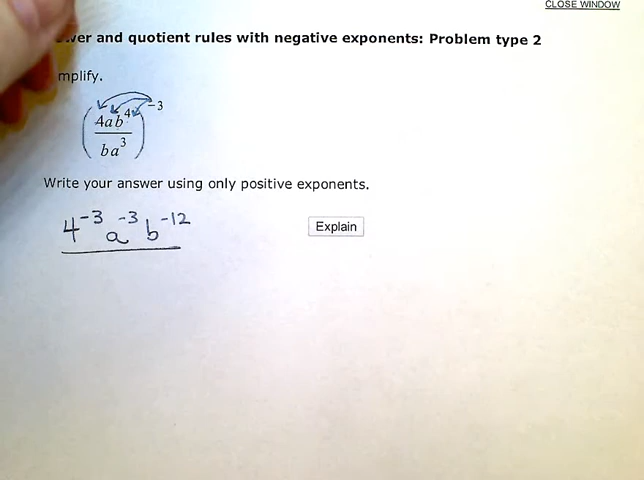 CLOSE WINDOW
and quotient rules with negative exponents: Problem type 2
mplify.
(4ab⁴/ba³)⁻³
Write your answer using only positive exponents.
4⁻³a⁻³b⁻¹²
Explain